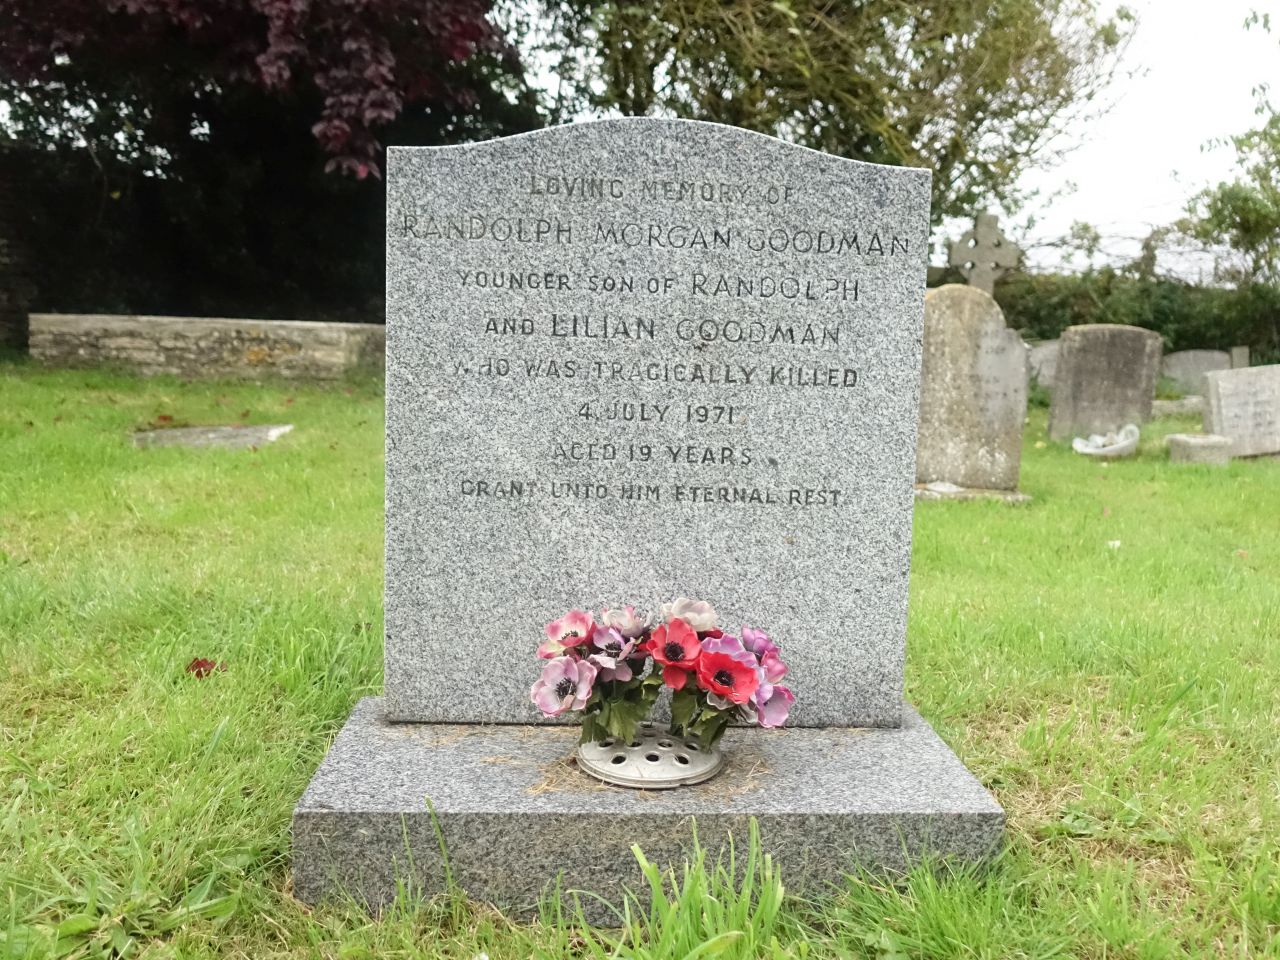 LOVING MEMORY OF
RANDOLPH MORGAN GOODMAN
YOUNGER SON OF RANDOLPH
AND LILIAN GOODMAN
WHO WAS TRAGICALLY KILLED
4 JULY 1971
AGED 19 YEARS
GRANT UNTO HIM ETERNAL REST